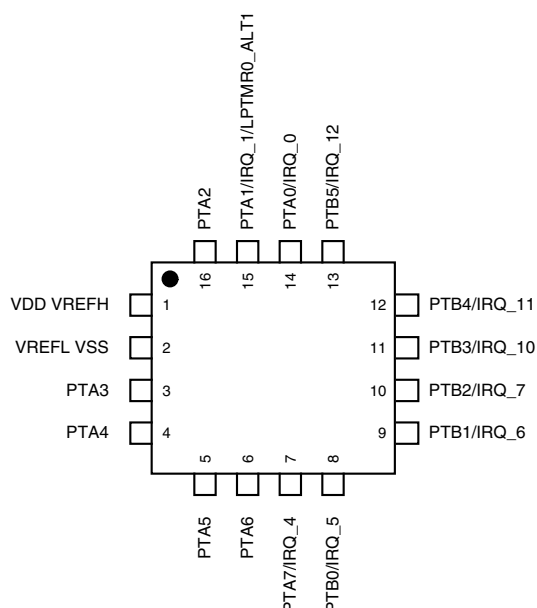 PTA2
PTA1/IRQ_1/LPTMR0_ALT1
PTA0/IRQ_0
PTB5/IRQ_12
16
15
14
13
VDD VREFH
1
12
PTB4/IRQ_11
VREFL VSS
2
11
PTB3/IRQ_10
PTA3
3
10
PTB2/IRQ_7
PTA4
4
9
PTB1/IRQ_6
5
6
7
8
PTA5
PTA6
PTA7/IRQ_4
PTB0/IRQ_5